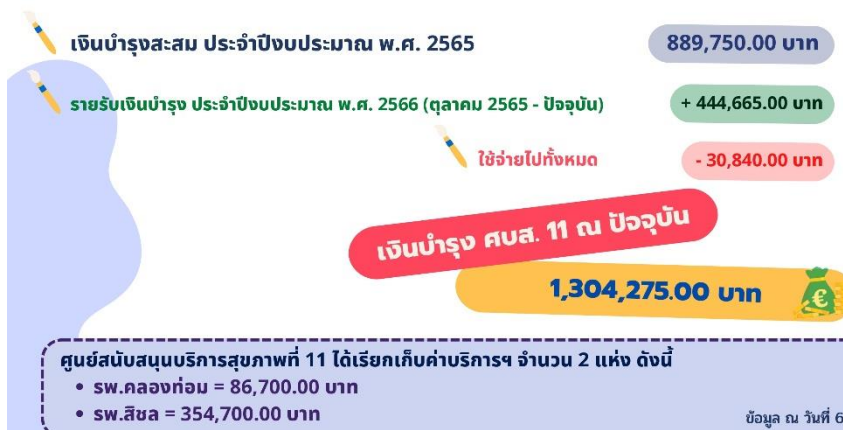 เงินบำรุงสะสม ประจำปีงบประมาณ พ.ศ. 2565 889,750.00 บาท
รายรับเงินบำรุง ประจำปีงบประมาณ พ.ศ. 2566 (ตุลาคม 2565 - ปัจจุบัน) + 444,665.00 บาท
ใช้จ่ายไปทั้งหมด - 30,840.00 บาท
เงินบำรุง ศบส. 11 ณ ปัจจุบัน
1,304,275.00 บาท
ศูนย์สนับสนุนบริการสุขภาพที่ 11 ได้เรียกเก็บค่าบริการฯ จำนวน 2 แห่ง ดังนี้
• รพ.คลองท่อม = 86,700.00 บาท
• รพ.สิชล = 354,700.00 บาท
ข้อมูล ณ วันที่ 6